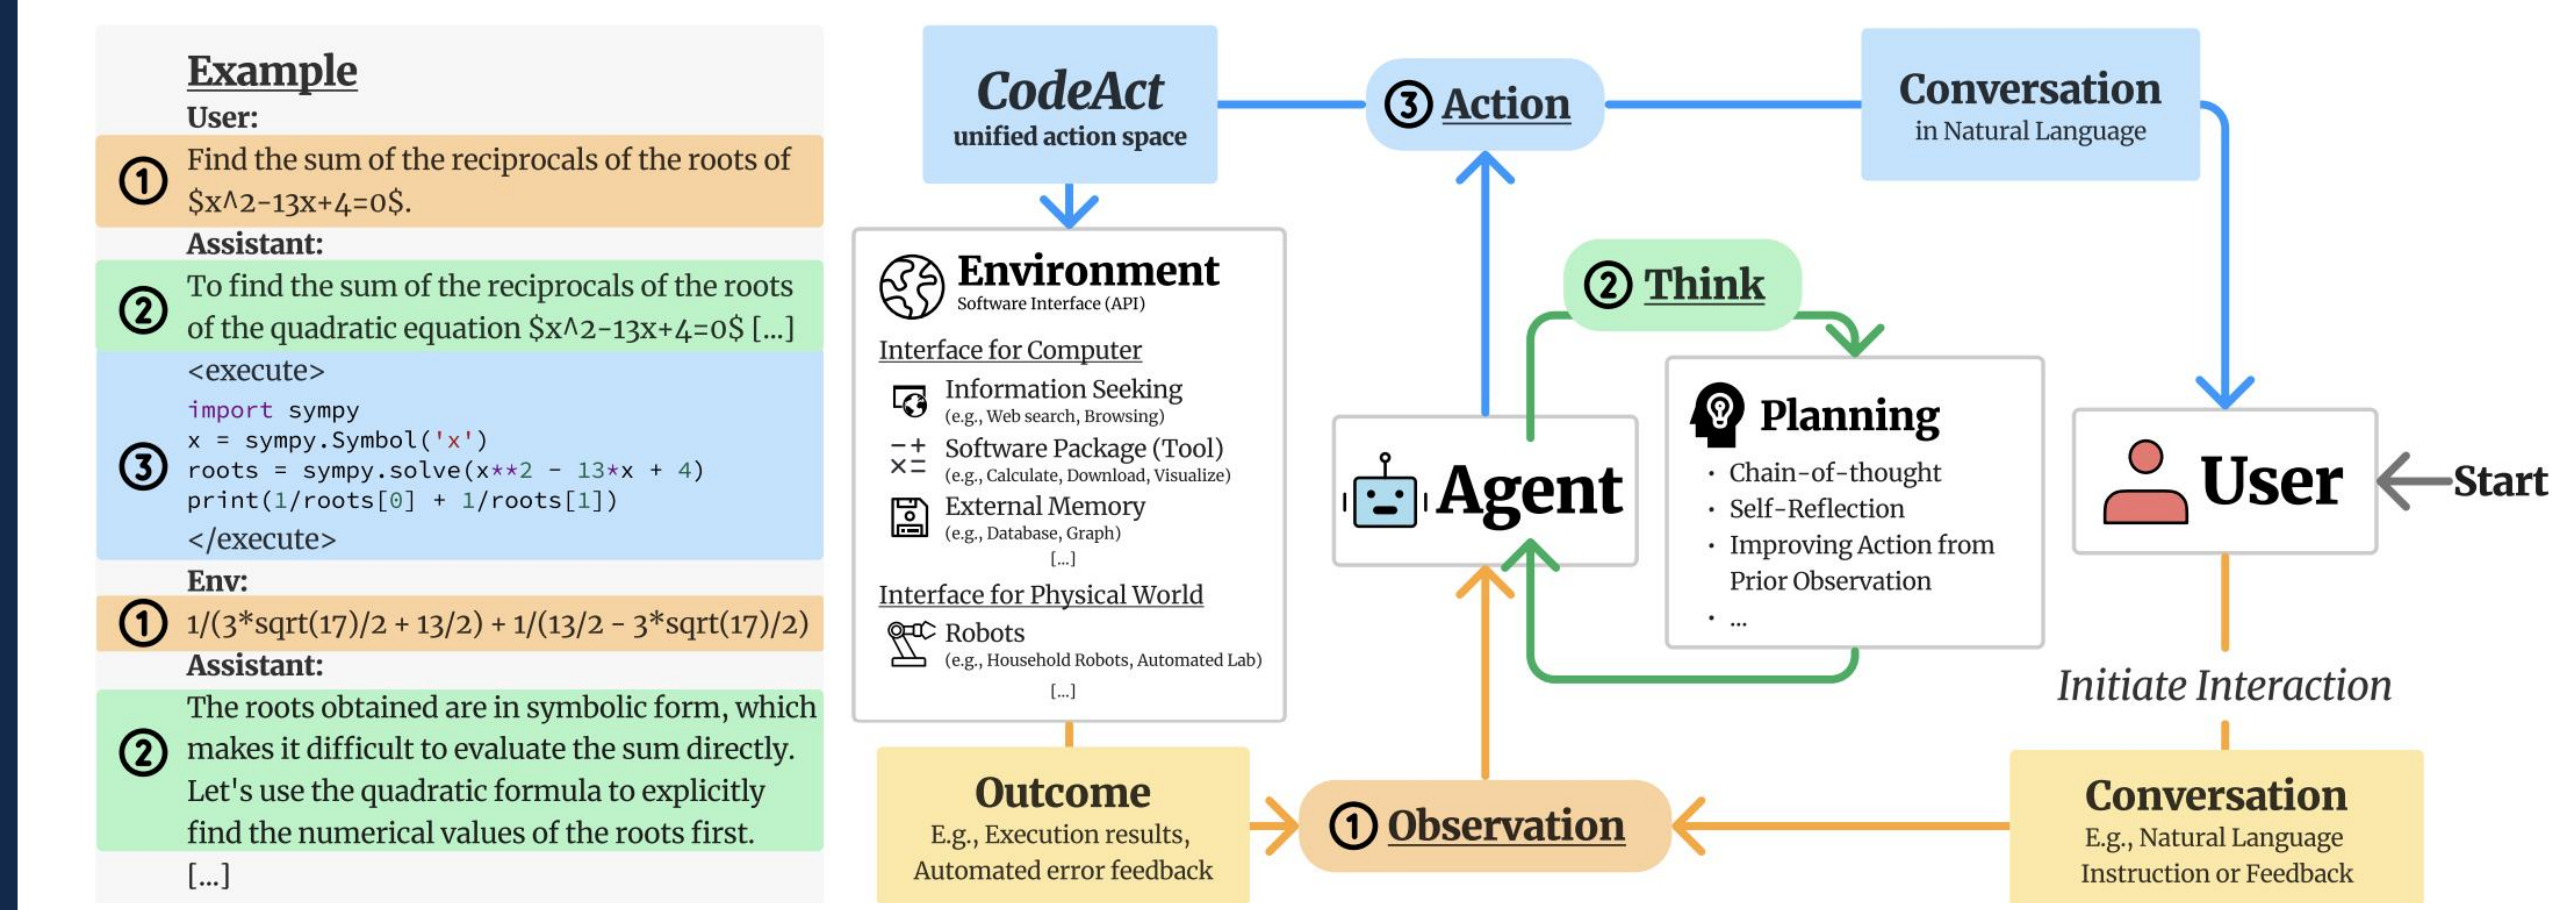 Example
User:
① Find the sum of the reciprocals of the roots of
$x^2-13x+4=0$.
Assistant:
② To find the sum of the reciprocals of the roots
of the quadratic equation $x^2-13x+4=0$ [...]
③ <execute>
import sympy
x = sympy.Symbol('x')
roots = sympy.solve(x**2 - 13*x + 4)
print(1/roots[0] + 1/roots[1])
</execute>
Env:
① 1/(3*sqrt(17)/2 + 13/2) + 1/(13/2 - 3*sqrt(17)/2)
Assistant:
② The roots obtained are in symbolic form, which
makes it difficult to evaluate the sum directly.
Let's use the quadratic formula to explicitly
find the numerical values of the roots first.
[...]
CodeAct
unified action space
③ Action
Conversation
in Natural Language
Environment
Software Interface (API)
Interface for Computer
Information Seeking
(e.g., Web search, Browsing)
Software Package (Tool)
(e.g., Calculate, Download, Visualize)
External Memory
(e.g., Database, Graph)
[...]
Interface for Physical World
Robots
(e.g., Household Robots, Automated Lab)
[...]
② Think
Planning
· Chain-of-thought
· Self-Reflection
· Improving Action from
Prior Observation
· ...
Agent
User
Start
Initiate Interaction
Outcome
E.g., Execution results,
Automated error feedback
① Observation
Conversation
E.g., Natural Language
Instruction or Feedback